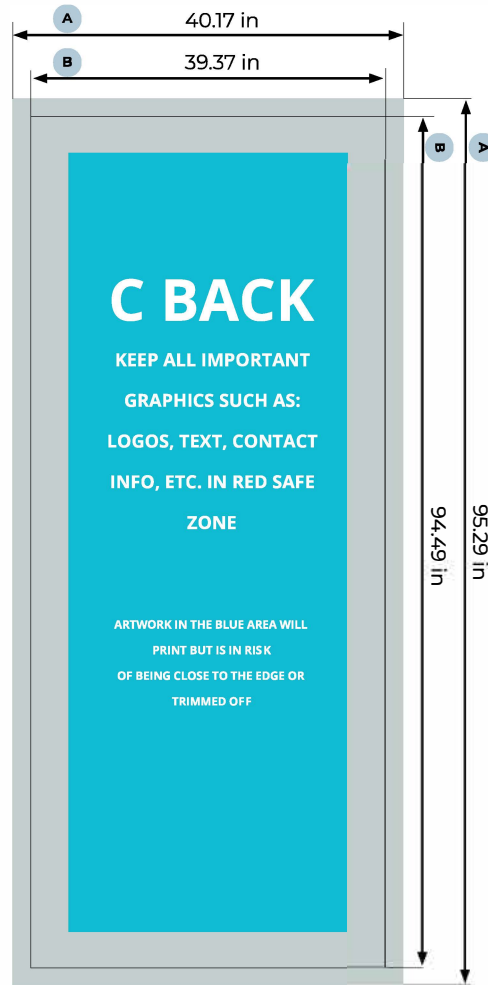 A
40.17 in
B
39.37 in
B
A
C BACK
KEEP ALL IMPORTANT
GRAPHICS SUCH AS:
LOGOS, TEXT, CONTACT
INFO, ETC. IN RED SAFE
ZONE
94.49 in
95.29 in
ARTWORK IN THE BLUE AREA WILL
PRINT BUT IS IN RISK
OF BEING CLOSE TO THE EDGE OR
TRIMMED OFF